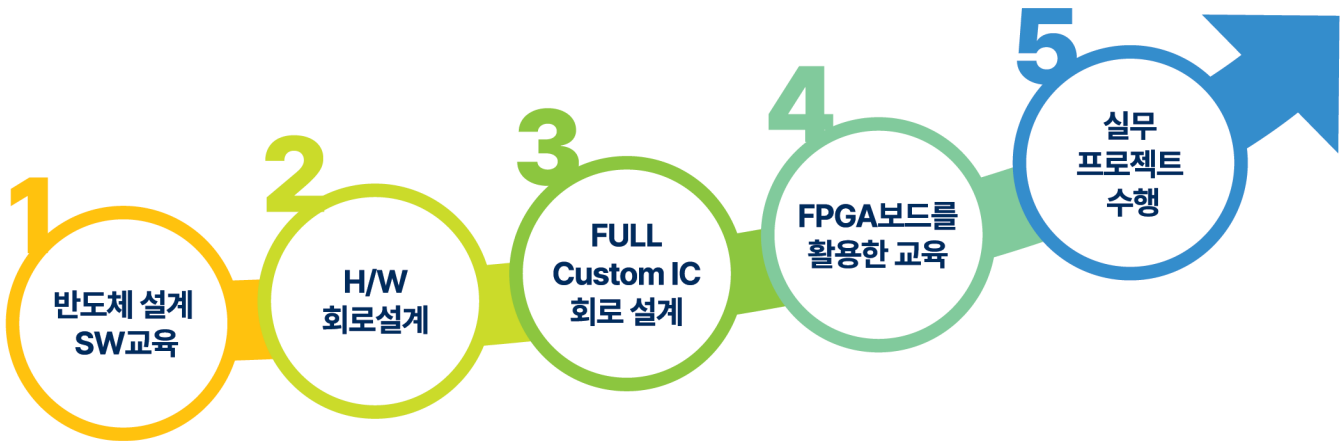 1
반도체 설계
SW교육
2
H/W
회로설계
3
FULL
Custom IC
회로 설계
4
FPGA보드를
활용한 교육
5
실무
프로젝트
수행